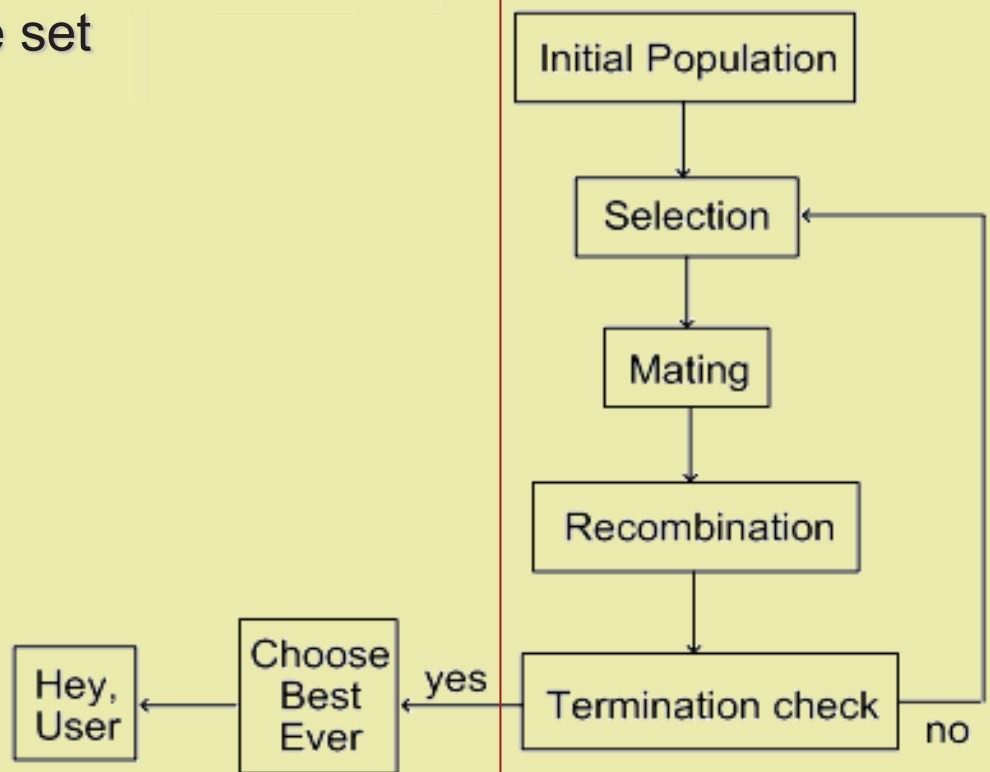 set
Initial Population
Selection
Mating
Recombination
Termination check
no
yes
Choose
Best
Ever
Hey,
User